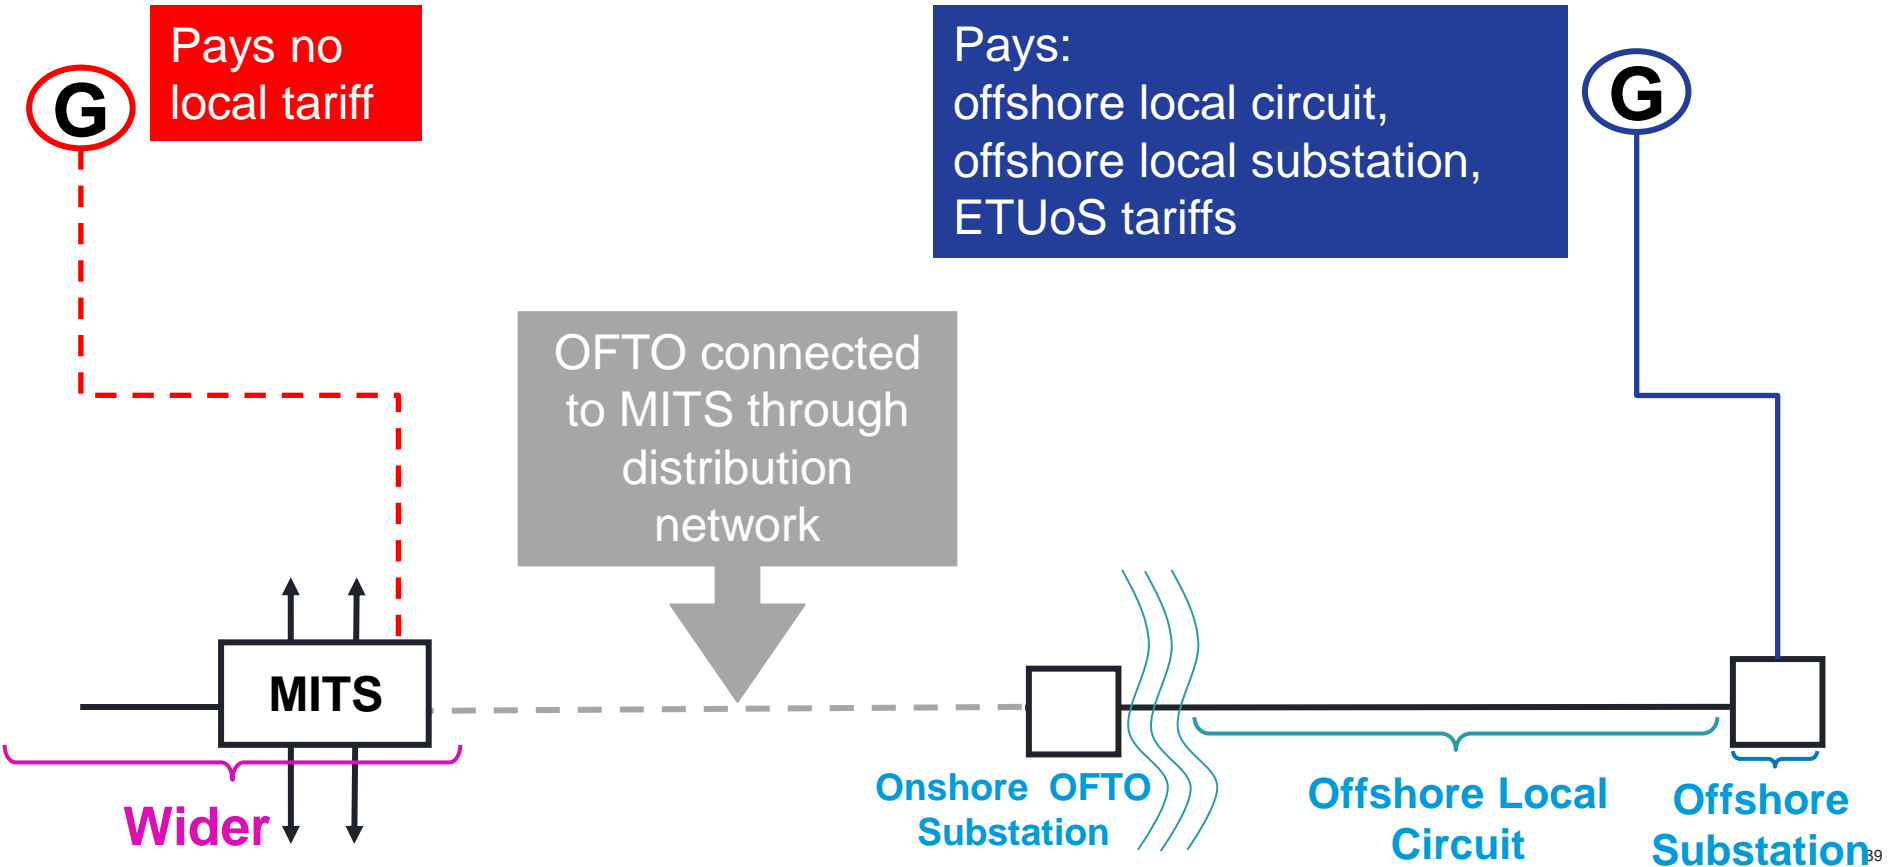 G
Pays no
local tariff
Pays:
offshore local circuit,
offshore local substation,
ETUoS tariffs
G
OFTO connected
to MITS through
distribution
network
MITS
Wider
Onshore OFTO
Substation
Offshore Local
Circuit
Offshore
Substation
39